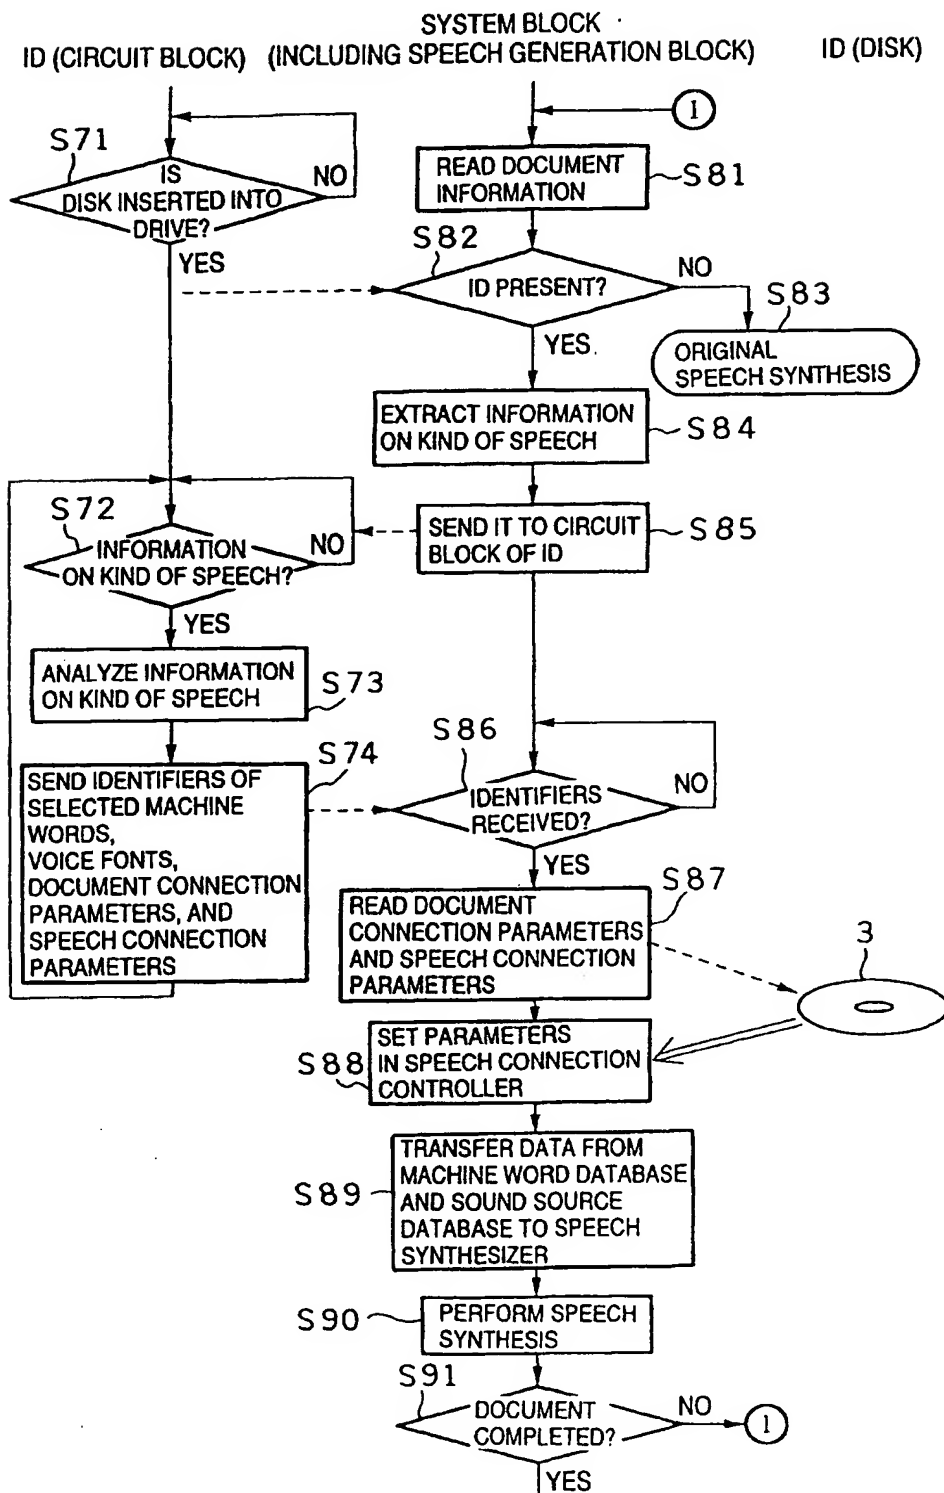 SYSTEM BLOCK
ID (CIRCUIT BLOCK) (INCLUDING SPEECH GENERATION BLOCK) ID (DISK)
1
S71
IS
DISK INSERTED INTO
DRIVE?
NO
YES
READ DOCUMENT
INFORMATION
S81
S82
ID PRESENT?
NO
YES.
S83
ORIGINAL
SPEECH SYNTHESIS
EXTRACT INFORMATION
ON KIND OF SPEECH
S84
S72
INFORMATION
ON KIND OF SPEECH?
NO
YES
SEND IT TO CIRCUIT
BLOCK OF ID
S85
ANALYZE INFORMATION
ON KIND OF SPEECH
S73
S74
SEND IDENTIFIERS OF
SELECTED MACHINE
WORDS,
VOICE FONTS,
DOCUMENT CONNECTION
PARAMETERS, AND
SPEECH CONNECTION
PARAMETERS
S86
IDENTIFIERS
RECEIVED?
NO
YES
S87
READ DOCUMENT
CONNECTION PARAMETERS
AND SPEECH CONNECTION
PARAMETERS
3
SET PARAMETERS
IN SPEECH CONNECTION
CONTROLLER
S88
TRANSFER DATA FROM
MACHINE WORD DATABASE
AND SOUND SOURCE
DATABASE TO SPEECH
SYNTHESIZER
S89
PERFORM SPEECH
SYNTHESIS
S90
S91
DOCUMENT
COMPLETED?
NO
1
YES